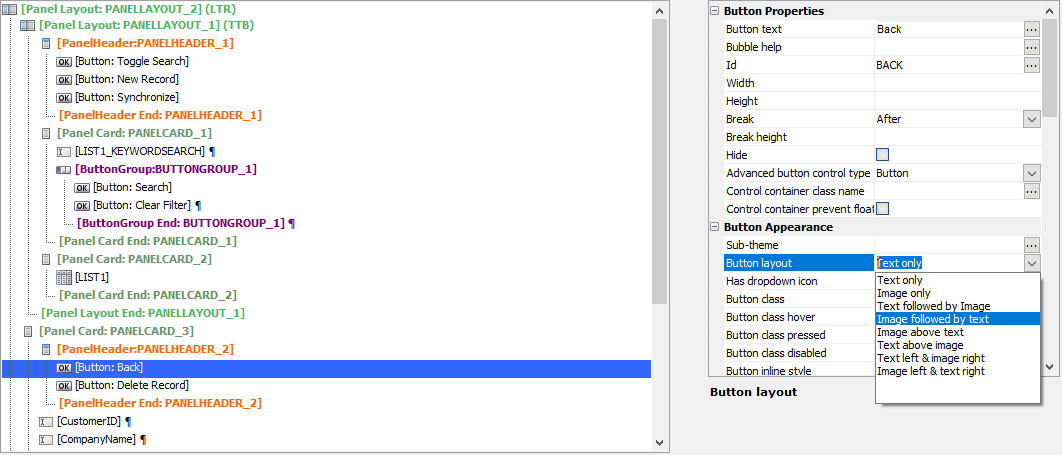 [Panel Layout: PANELLAYOUT_2] (LTR)
[Panel Layout: PANELLAYOUT_1] (TTB)
[PanelHeader:PANELHEADER_1]
OK [Button: Toggle Search]
OK [Button: New Record]
OK [Button: Synchronize]
[PanelHeader End: PANELHEADER_1]
[Panel Card: PANELCARD_1]
[LIST1_KEYWORDSEARCH] ¶
[ButtonGroup:BUTTONGROUP_1]
OK [Button: Search]
OK [Button: Clear Filter] ¶
[ButtonGroup End: BUTTONGROUP_1] ¶
[Panel Card End: PANELCARD_1]
[Panel Card: PANELCARD_2]
[LIST1]
[Panel Card End: PANELCARD_2]
[Panel Layout End: PANELLAYOUT_1]
[Panel Card: PANELCARD_3]
[PanelHeader:PANELHEADER_2]
OK [Button: Back]
OK [Button: Delete Record]
[PanelHeader End: PANELHEADER_2]
[CustomerID] ¶
[CompanyName] ¶
Button Properties
Button text Back ...
Bubble help ...
Id BACK ...
Width
Height
Break After
Break height
Hide
Advanced button control type Button
Control container class name ...
Control container prevent float
Button Appearance
Sub-theme ...
Button layout Text only
Has dropdown icon
Button class
Button class hover
Button class pressed
Button class disabled
Button inline style
Text only
Image only
Text followed by Image
Image followed by text
Image above text
Text above image
Text left & image right
Image left & text right
Button layout